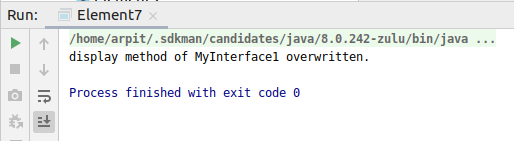 Run: Element7 ×
/home/arpit/.sdkman/candidates/java/8.0.242-zulu/bin/java ...
display method of MyInterface1 overwritten.
Process finished with exit code 0